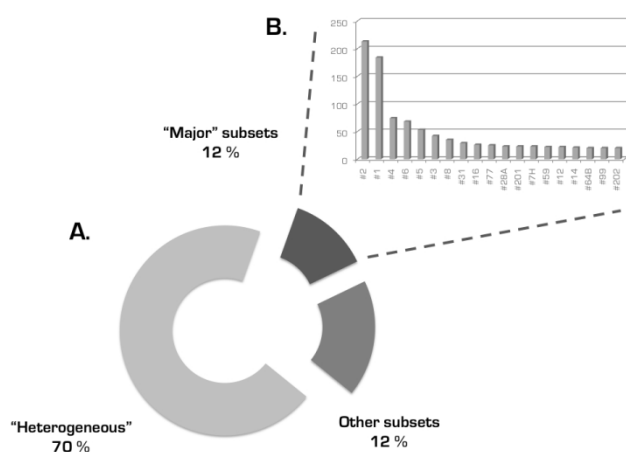 B.
250
200
150
100
50
0
#2 #1 #4 #6 #5 #3 #8 #31 #16 #77 #28A #201 #7H #59 #12 #14 #64B #99 #202
"Major" subsets
12 %
A.
"Heterogeneous"
70 %
Other subsets
12 %